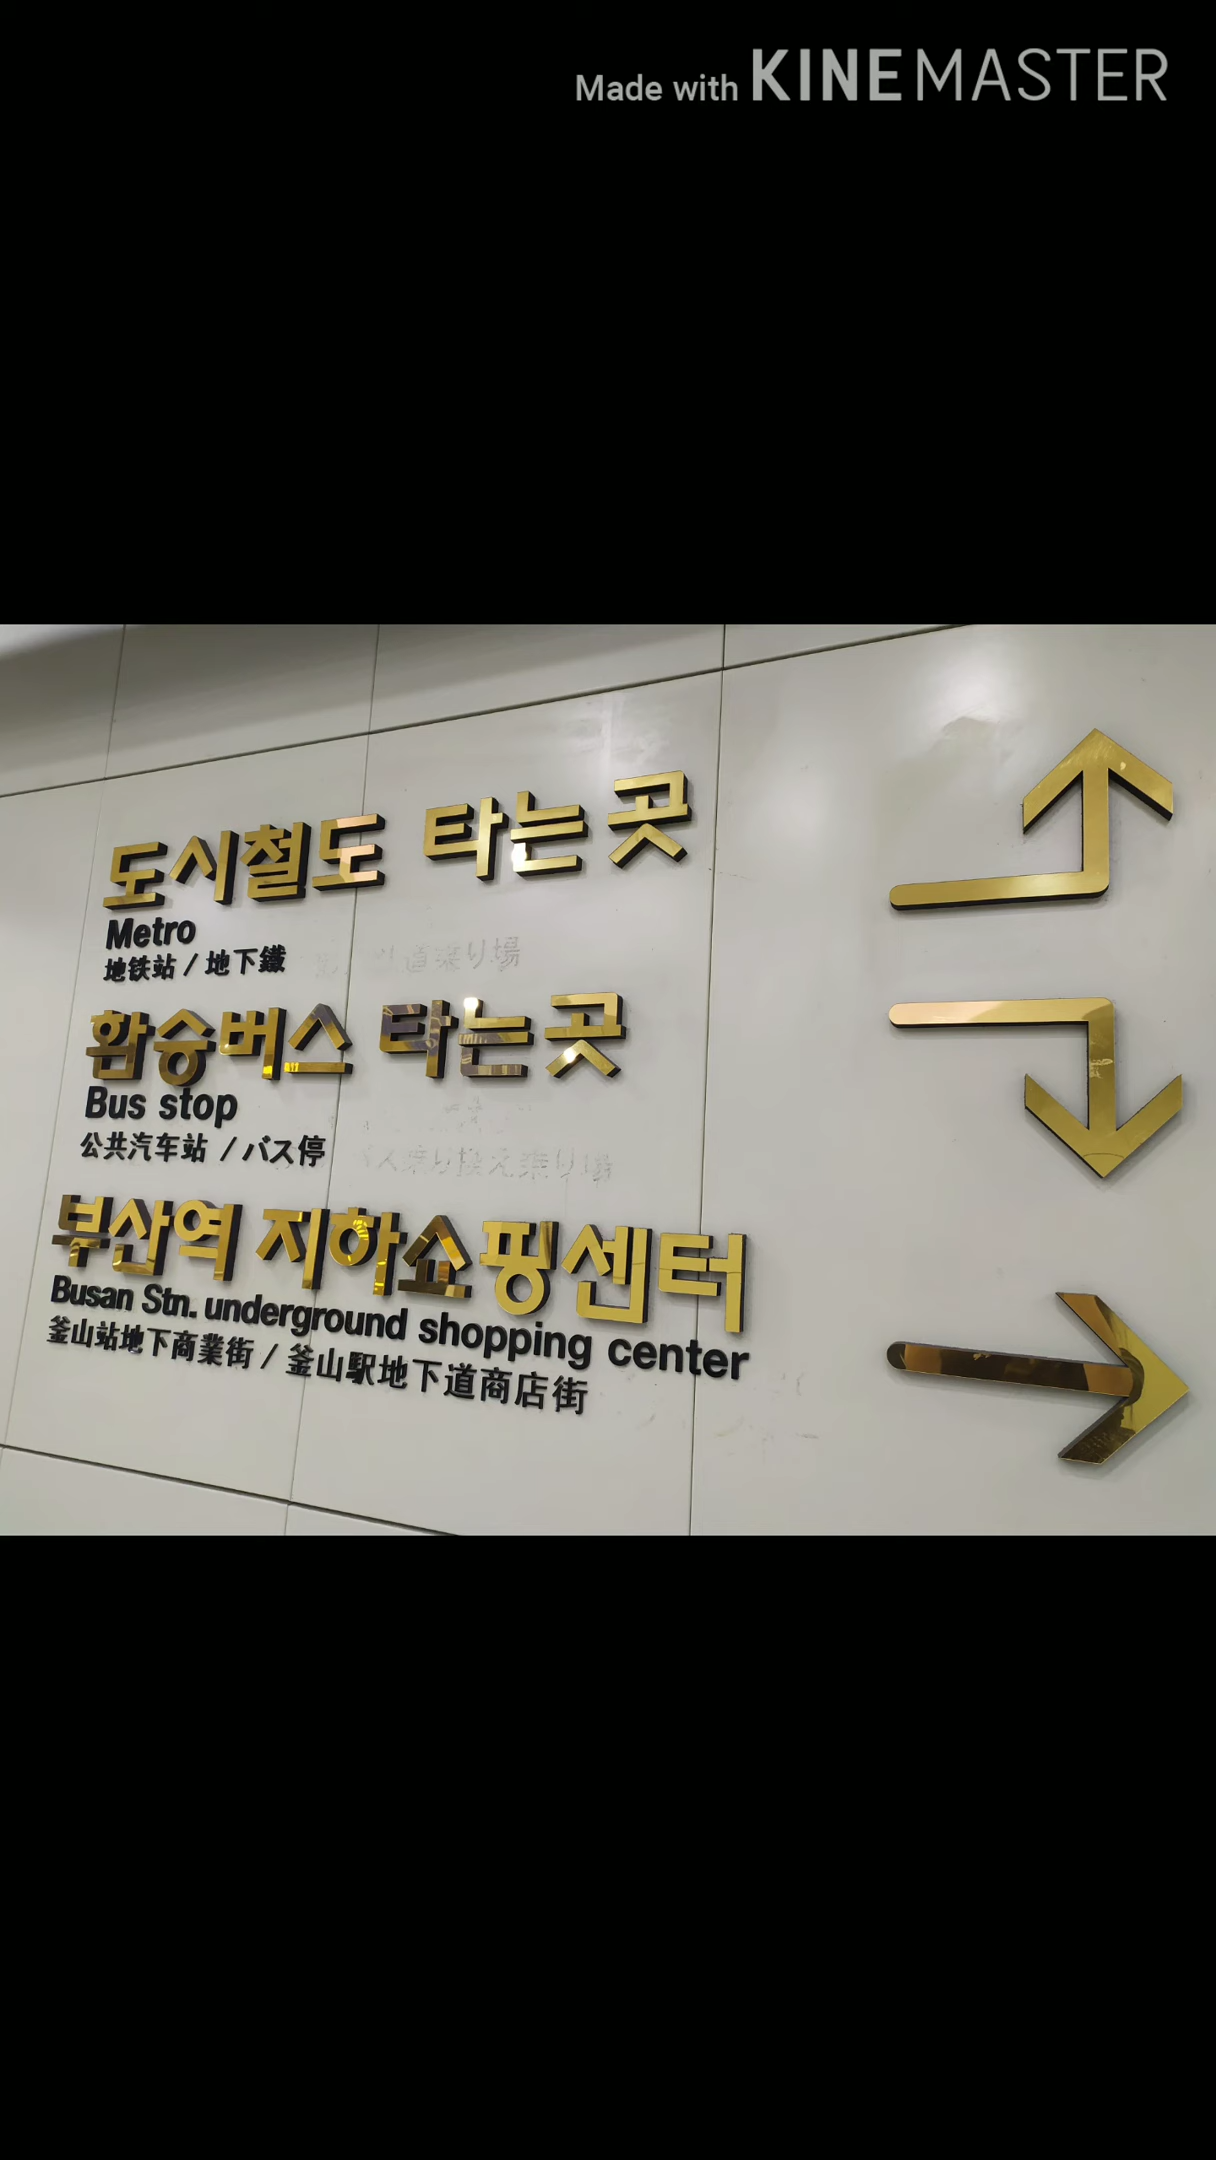 Made with KINEMASTER
도시철도 타는곳
Metro
地铁站 / 地下鐵
환승버스 타는곳
Bus stop
公共汽车站 / バス停
부산역 지하쇼핑센터
Busan Stn. underground shopping center
釜山站地下商業街 / 釜山駅地下道商店街